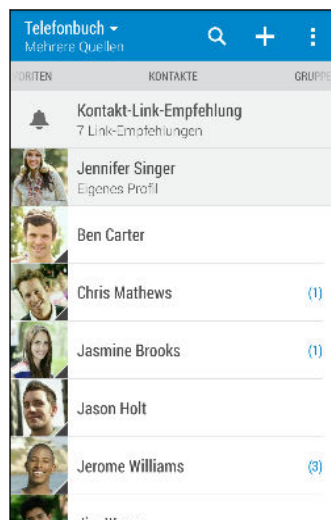 Telefonbuch
Mehrere Quellen
KONTAKTE
Kontakt-Link-Empfehlung
7 Link-Empfehlungen
Jennifer Singer
Eigenes Profil
Ben Carter
Chris Mathews (1)
Jasmine Brooks (1)
Jason Holt
Jerome Williams (3)